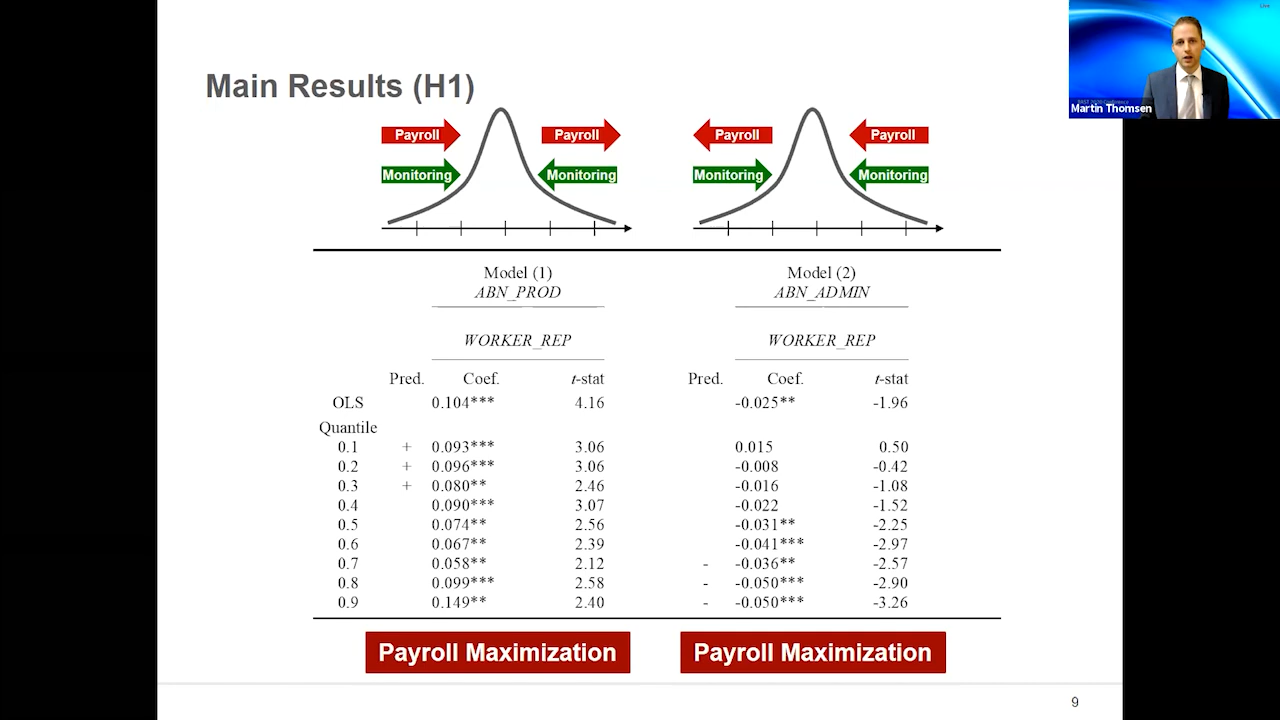 Live
Martin Thomsen
Main Results (H1)
Payroll Payroll Payroll Payroll
Monitoring Monitoring Monitoring Monitoring
Model (1) Model (2)
ABN_PROD ABN_ADMIN
WORKER_REP WORKER_REP
Pred. Coef. t-stat Pred. Coef. t-stat
OLS 0.104*** 4.16 -0.025** -1.96
Quantile
0.1 + 0.093*** 3.06 0.015 0.50
0.2 + 0.096*** 3.06 -0.008 -0.42
0.3 + 0.080** 2.46 -0.016 -1.08
0.4 0.090*** 3.07 -0.022 -1.52
0.5 0.074** 2.56 -0.031** -2.25
0.6 0.067** 2.39 -0.041*** -2.97
0.7 0.058** 2.12 - -0.036** -2.57
0.8 0.099*** 2.58 - -0.050*** -2.90
0.9 0.149** 2.40 - -0.050*** -3.26
Payroll Maximization Payroll Maximization
9